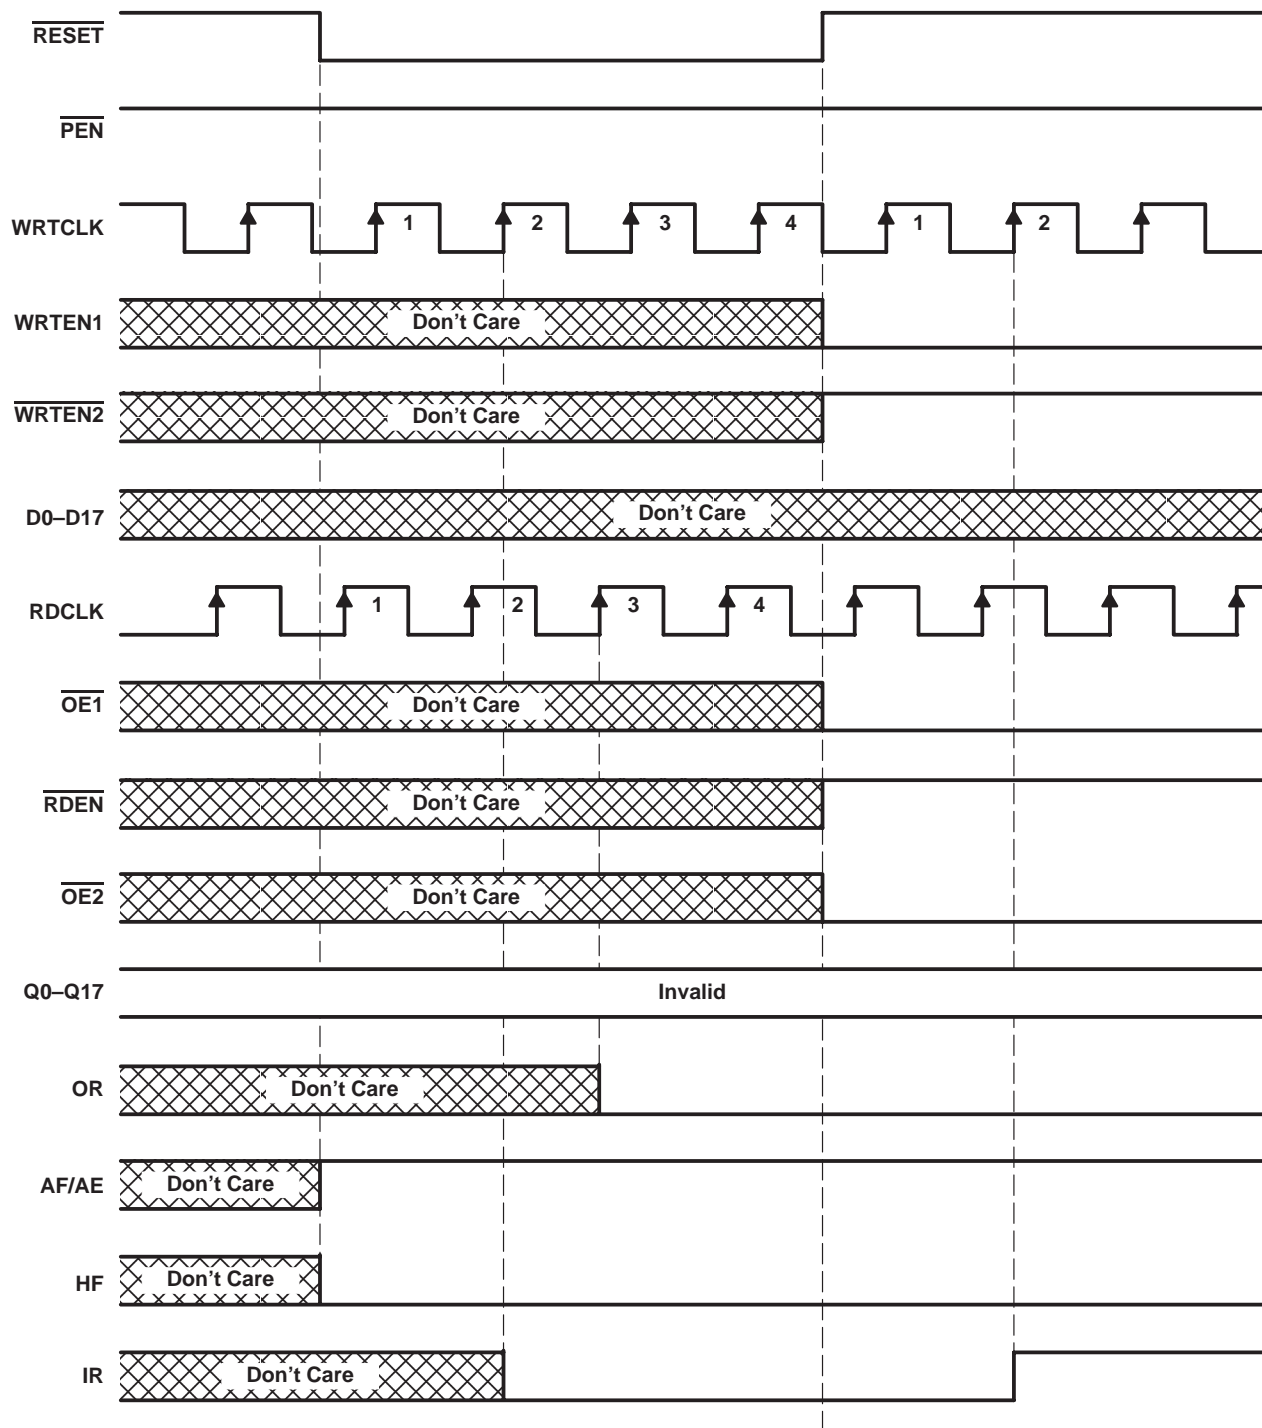 RESET
PEN
WRTCLK 1 2 3 4 1 2
WRTEN1 Don't Care
WRTEN2 Don't Care
D0–D17 Don't Care
RDCLK 1 2 3 4
OE1 Don't Care
RDEN Don't Care
OE2 Don't Care
Q0–Q17 Invalid
OR Don't Care
AF/AE Don't Care
HF Don't Care
IR Don't Care